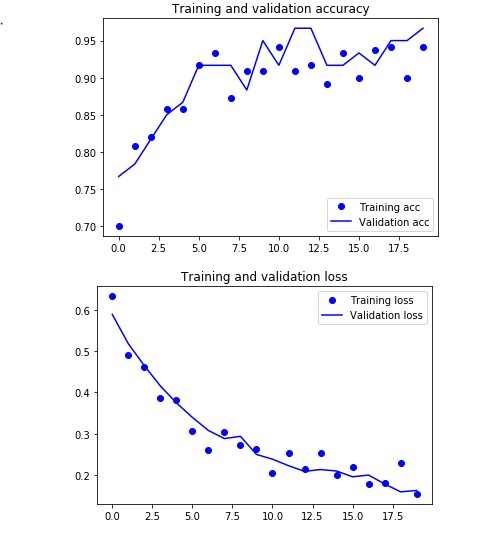 Training and validation accuracy
0.95
0.90
0.85
0.80
0.75
0.70
Training acc
Validation acc
0.0 2.5 5.0 7.5 10.0 12.5 15.0 17.5
Training and validation loss
0.6
0.5
0.4
0.3
0.2
Training loss
Validation loss
0.0 2.5 5.0 7.5 10.0 12.5 15.0 17.5